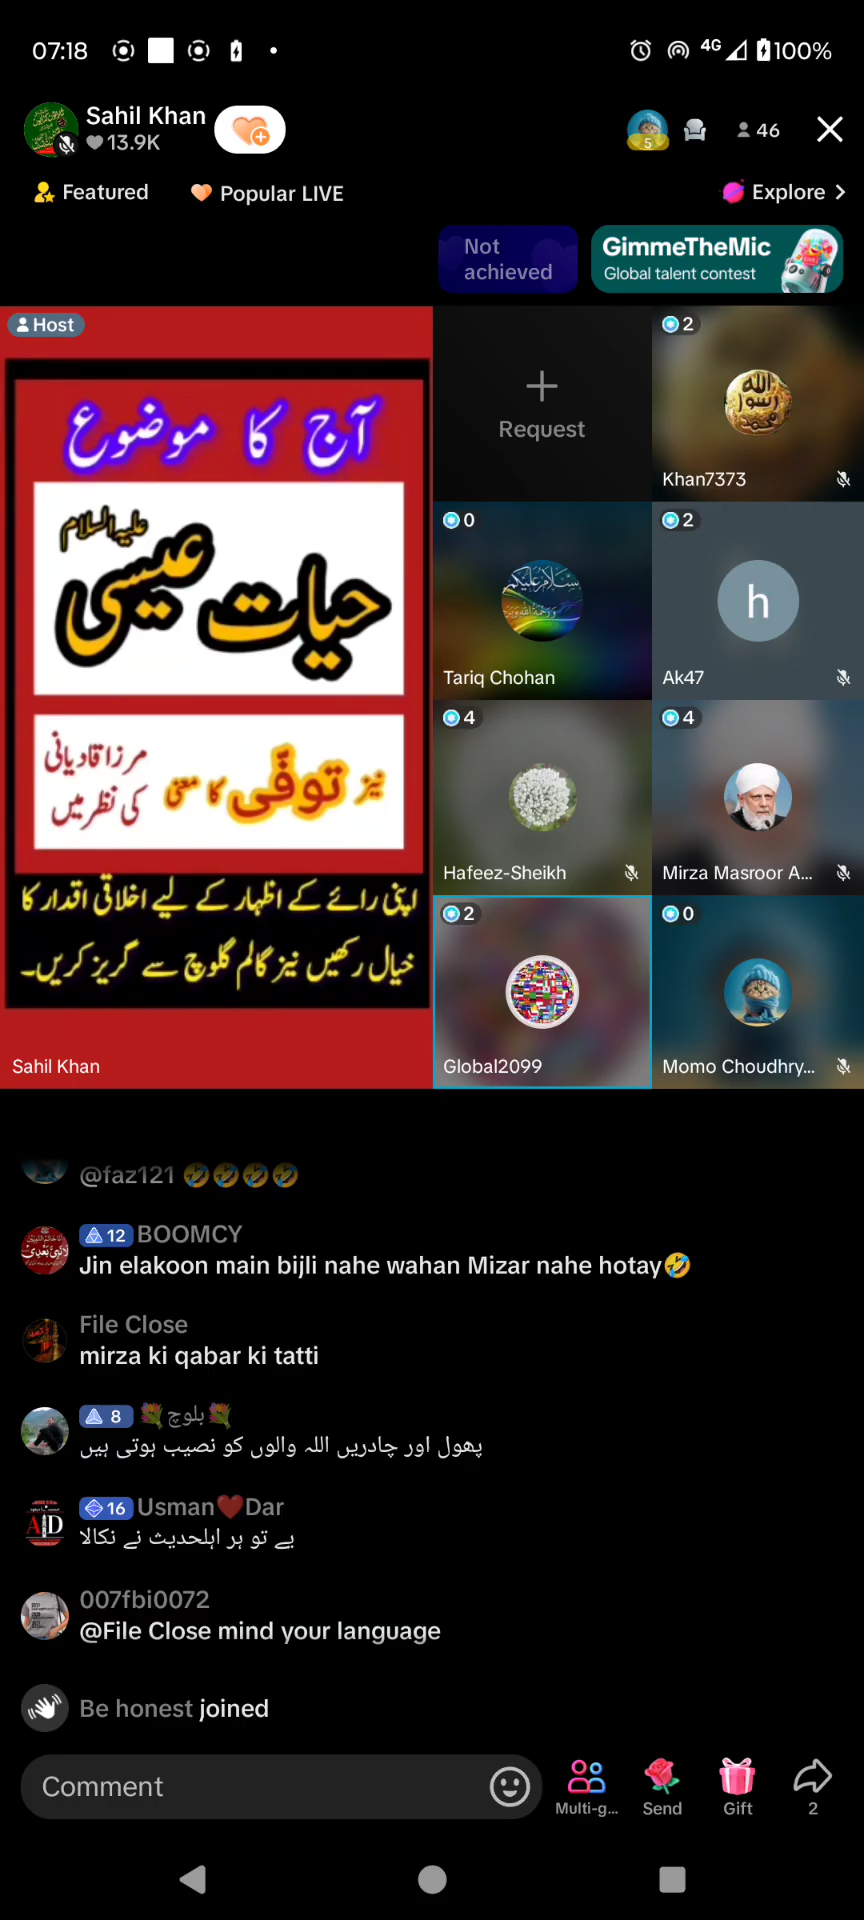 07:18
4G
100%
Sahil Khan
13.9K
5
46
Featured
Popular LIVE
Explore
Not
achieved
GimmeTheMic
Global talent contest
Host
آج کا موضوع
حیات عیسی علیہ السلام
نیز توفّی کا معنی
مرزا قادیانی
کی نظر میں
اپنی رائے کے اظہار کے لیے اخلاقی اقدار کا
خیال رکھیں نیز گالم گلوچ سے گریز کریں۔
Sahil Khan
Request
2
Khan7373
0
Tariq Chohan
2
h
Ak47
4
Hafeez-Sheikh
4
Mirza Masroor A...
2
Global2099
0
Momo Choudhry...
@faz121 🤣🤣🤣🤣
12 BOOMCY
Jin elakoon main bijli nahe wahan Mizar nahe hotay🤣
File Close
mirza ki qabar ki tatti
8 💐بلوچ💐
پھول اور چادریں اللہ والوں کو نصیب ہوتی ہیں
16 Usman❤️Dar
یے تو ہر اہلحدیث نے نکالا
007fbi0072
@File Close mind your language
Be honest joined
Comment
Multi-g...
Send
Gift
2